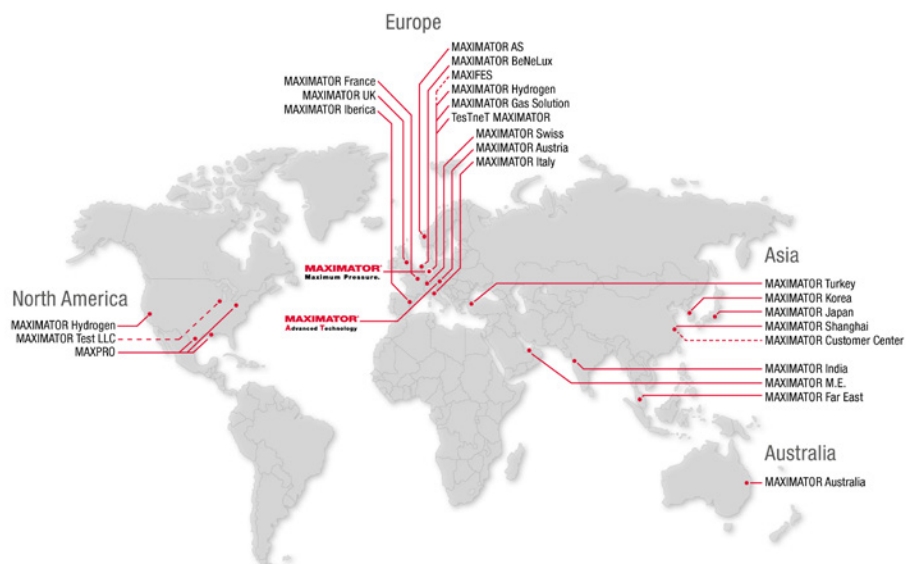 Europe
MAXIMATOR AS
MAXIMATOR BeNeLux
MAXIFES
MAXIMATOR Hydrogen
MAXIMATOR Gas Solution
TesTneT MAXIMATOR
MAXIMATOR Swiss
MAXIMATOR Austria
MAXIMATOR Italy
MAXIMATOR France
MAXIMATOR UK
MAXIMATOR Iberica
MAXIMATOR®
Maximum Pressure.
MAXIMATOR®
Advanced Technology
North America
MAXIMATOR Hydrogen
MAXIMATOR Test LLC
MAXPRO
Asia
MAXIMATOR Turkey
MAXIMATOR Korea
MAXIMATOR Japan
MAXIMATOR Shanghai
MAXIMATOR Customer Center
MAXIMATOR India
MAXIMATOR M.E.
MAXIMATOR Far East
Australia
MAXIMATOR Australia